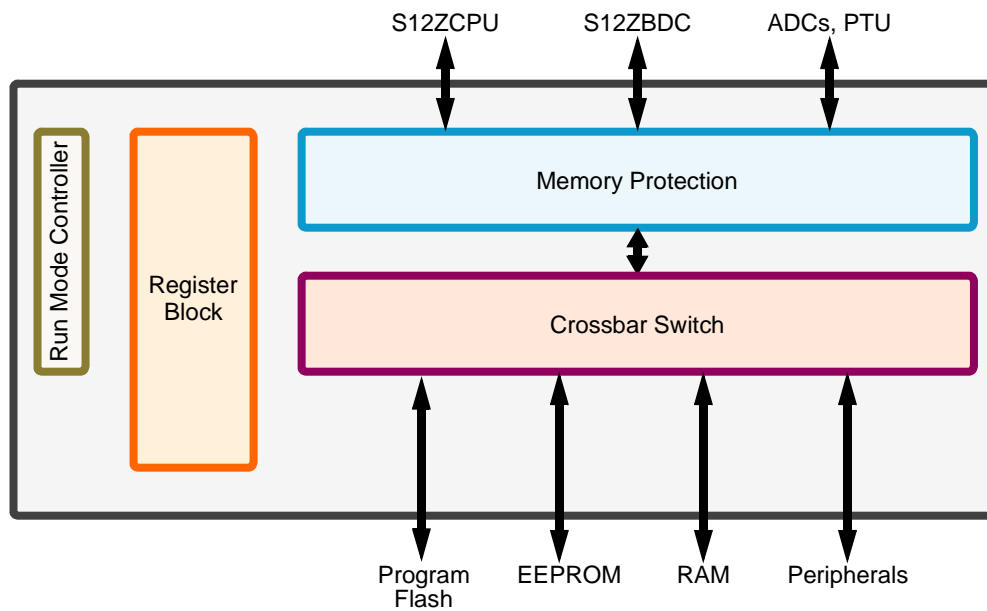 S12ZCPU
S12ZBDC
ADCs, PTU
Run Mode Controller
Register
Block
Memory Protection
Crossbar Switch
Program
Flash
EEPROM
RAM
Peripherals